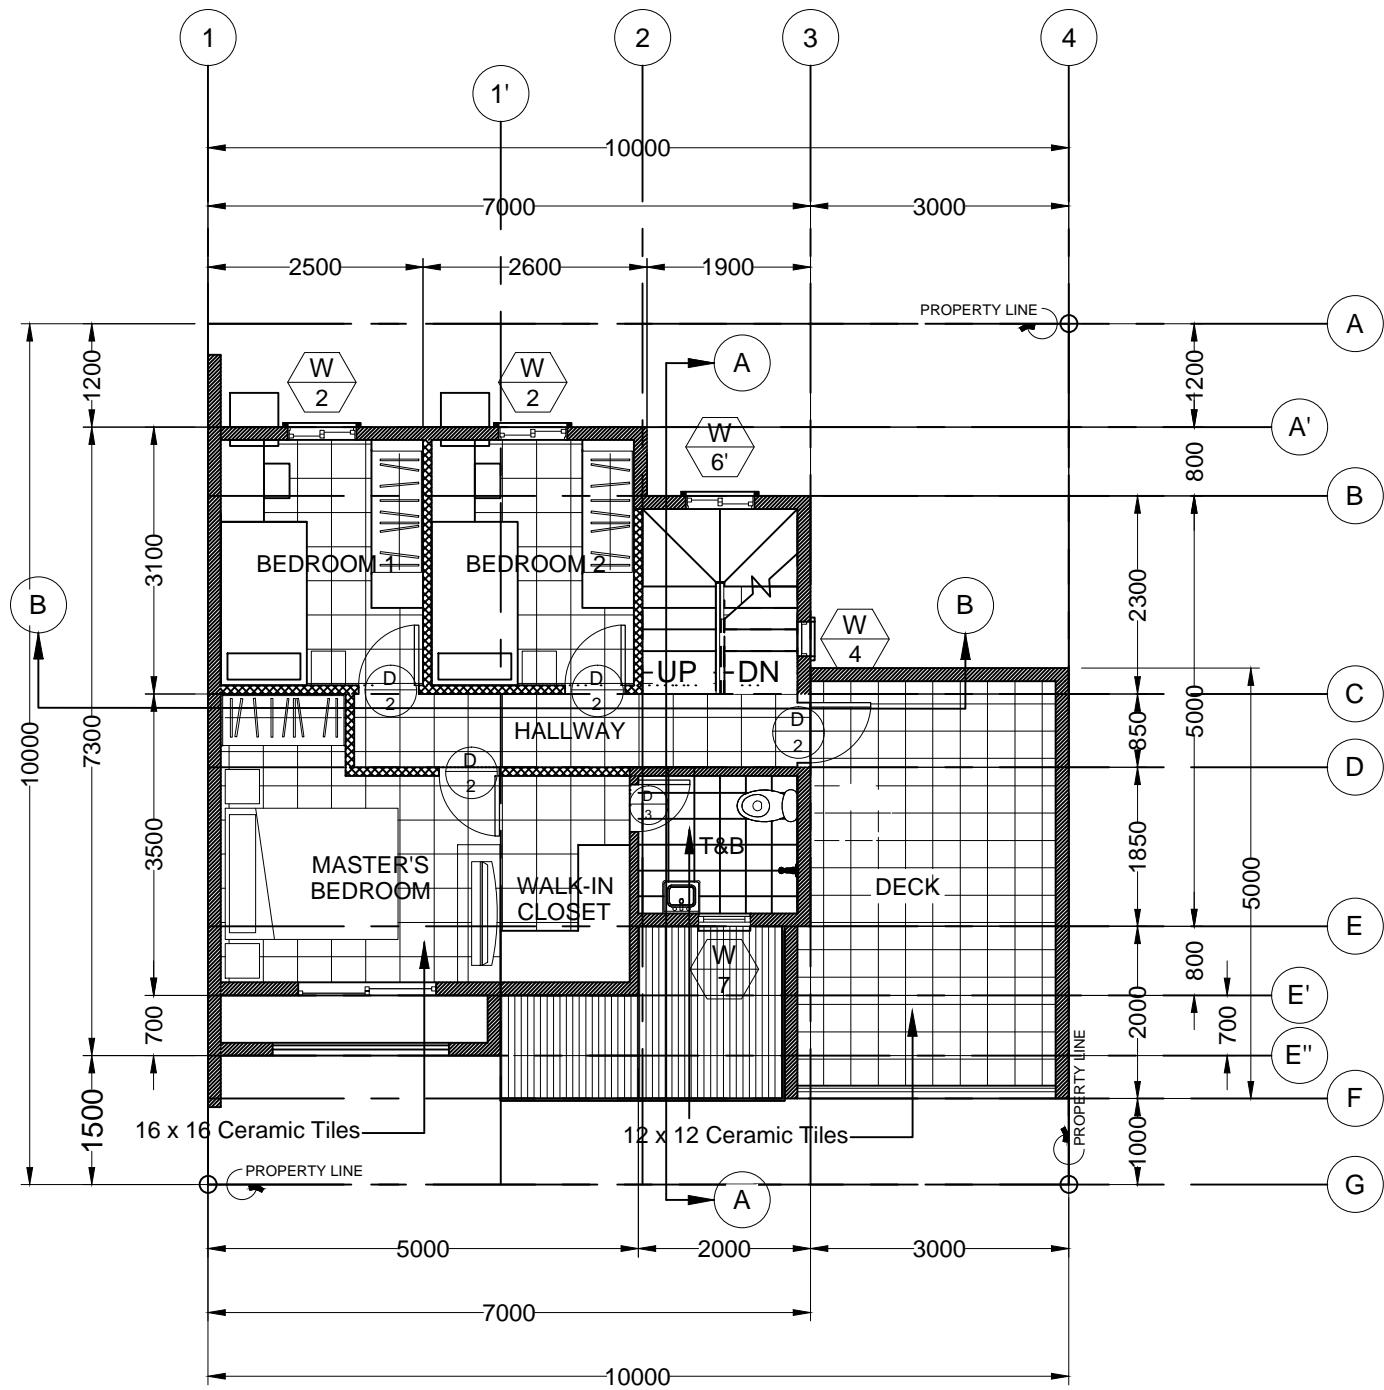 1
2
3
4
1'
10000
7000
3000
2500
2600
1900
PROPERTY LINE
A
1200
1200
W
2
W
2
A
A'
W
6'
800
B
3100
BEDROOM 1
BEDROOM 2
2300
B
B
W
4
10000
7300
UP
DN
D
2
D
2
C
HALLWAY
D
2
850
5000
D
2
D
D
3
3500
T&B
1850
MASTER'S
BEDROOM
WALK-IN
CLOSET
DECK
5000
E
W
7
800
700
E'
2000
700
E''
PROPERTY LINE
F
1500
16 x 16 Ceramic Tiles
12 x 12 Ceramic Tiles
1000
PROPERTY LINE
A
G
5000
2000
3000
7000
10000